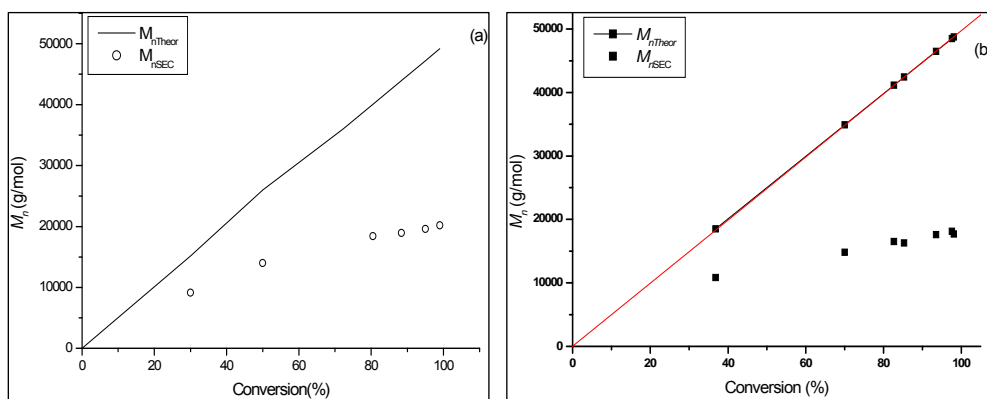 M_nTheor
M_nSEC
(a)
50000
40000
30000
20000
10000
0
M_n (g/mol)
0 20 40 60 80 100
Conversion(%)
M_nTheor
M_nSEC
(b
50000
40000
30000
20000
10000
0
M_n (g/mol)
0 20 40 60 80 100
Conversion (%)